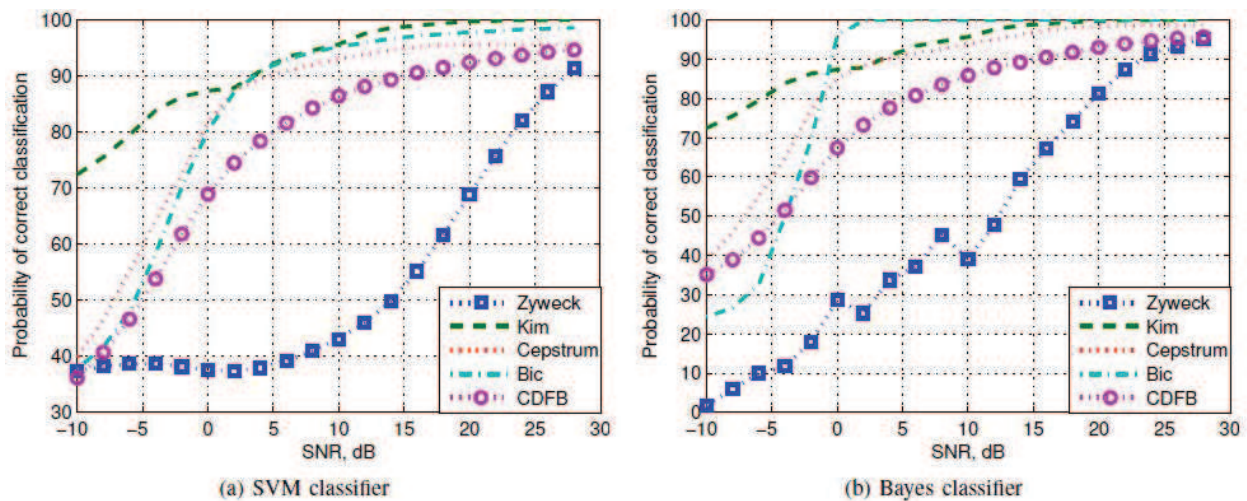 Probability of correct classification
100
90
80
70
60
50
40
30
−10 −5 0 5 10 15 20 25 30
SNR, dB
Zyweck
Kim
Cepstrum
Bic
CDFB
(a) SVM classifier
Probability of correct classification
100
90
80
70
60
50
40
30
20
10
0
−10 −5 0 5 10 15 20 25 30
SNR, dB
Zyweck
Kim
Cepstrum
Bic
CDFB
(b) Bayes classifier